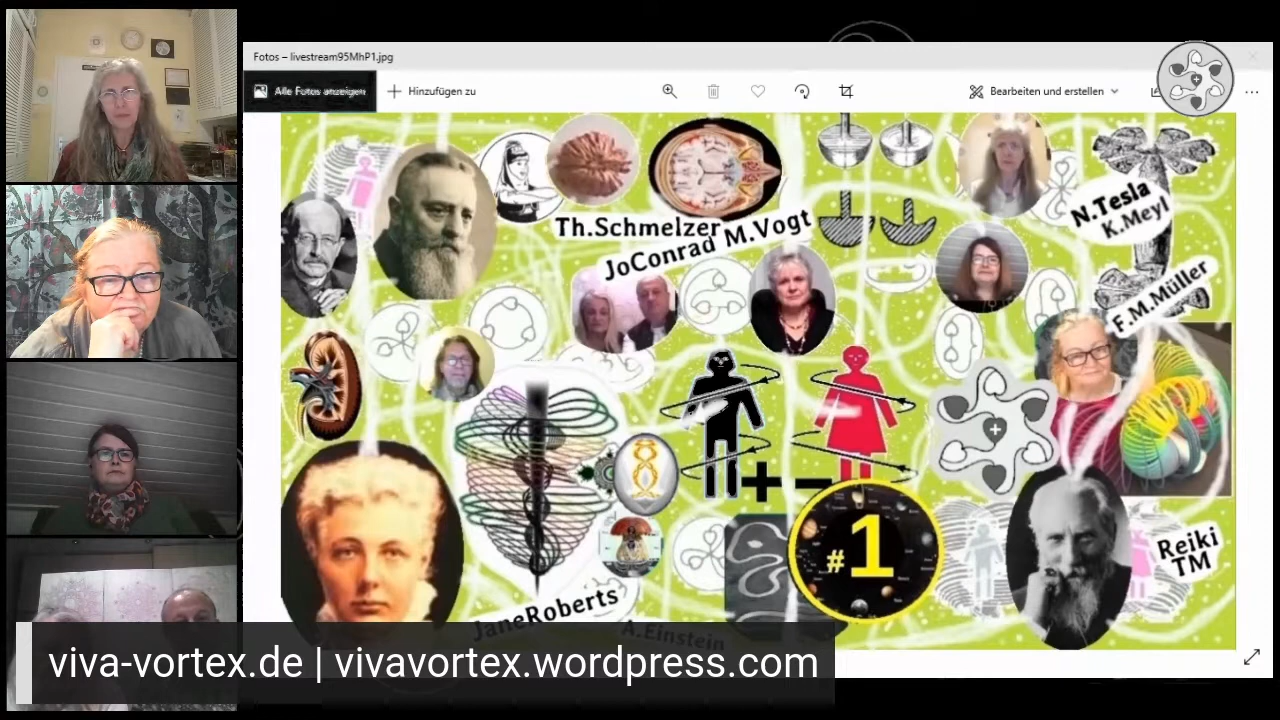 Fotos – livestream95MhP1.jpg
Alle Fotos anzeigen
Hinzufügen zu
Bearbeiten und erstellen
Th.Schmelzer
JoConrad M.Vogt
N.Tesla
K.Meyl
F.M.Müller
+ −
#1
Reiki
TM
JaneRoberts
A.Einstein
viva-vortex.de | vivavortex.wordpress.com